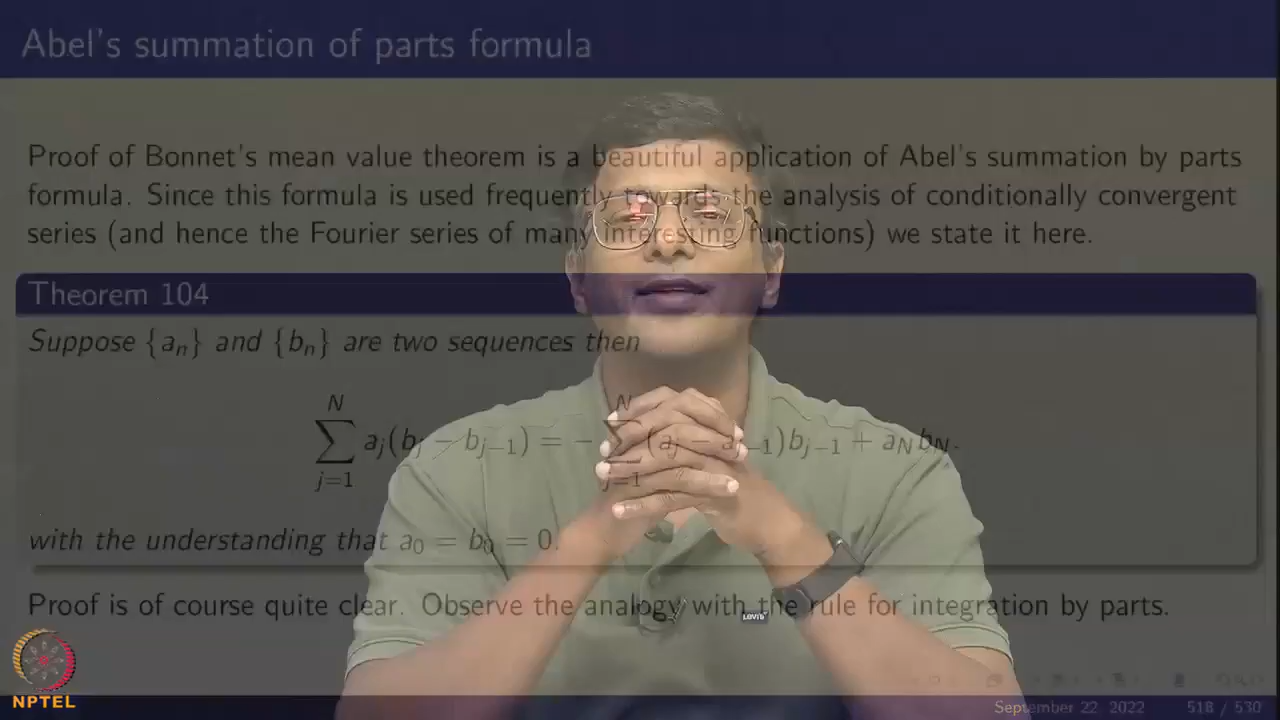 Abel's summation of parts formula
Proof of Bonnet's mean value theorem is a beautiful application of Abel's summation by parts
formula. Since this formula is used frequently towards the analysis of conditionally convergent
series (and hence the Fourier series of many interesting functions) we state it here.
Theorem 104
Suppose {a_n} and {b_n} are two sequences then
\sum_{j=1}^{N} a_j(b_j − b_{j−1}) = − \sum_{j=1}^{N} (a_j − a_{j−1})b_{j−1} + a_N b_N.
with the understanding that a_0 = b_0 = 0.
Proof is of course quite clear. Observe the analogy with the rule for integration by parts.
Levi's
NPTEL
September 22, 2022 518 / 530